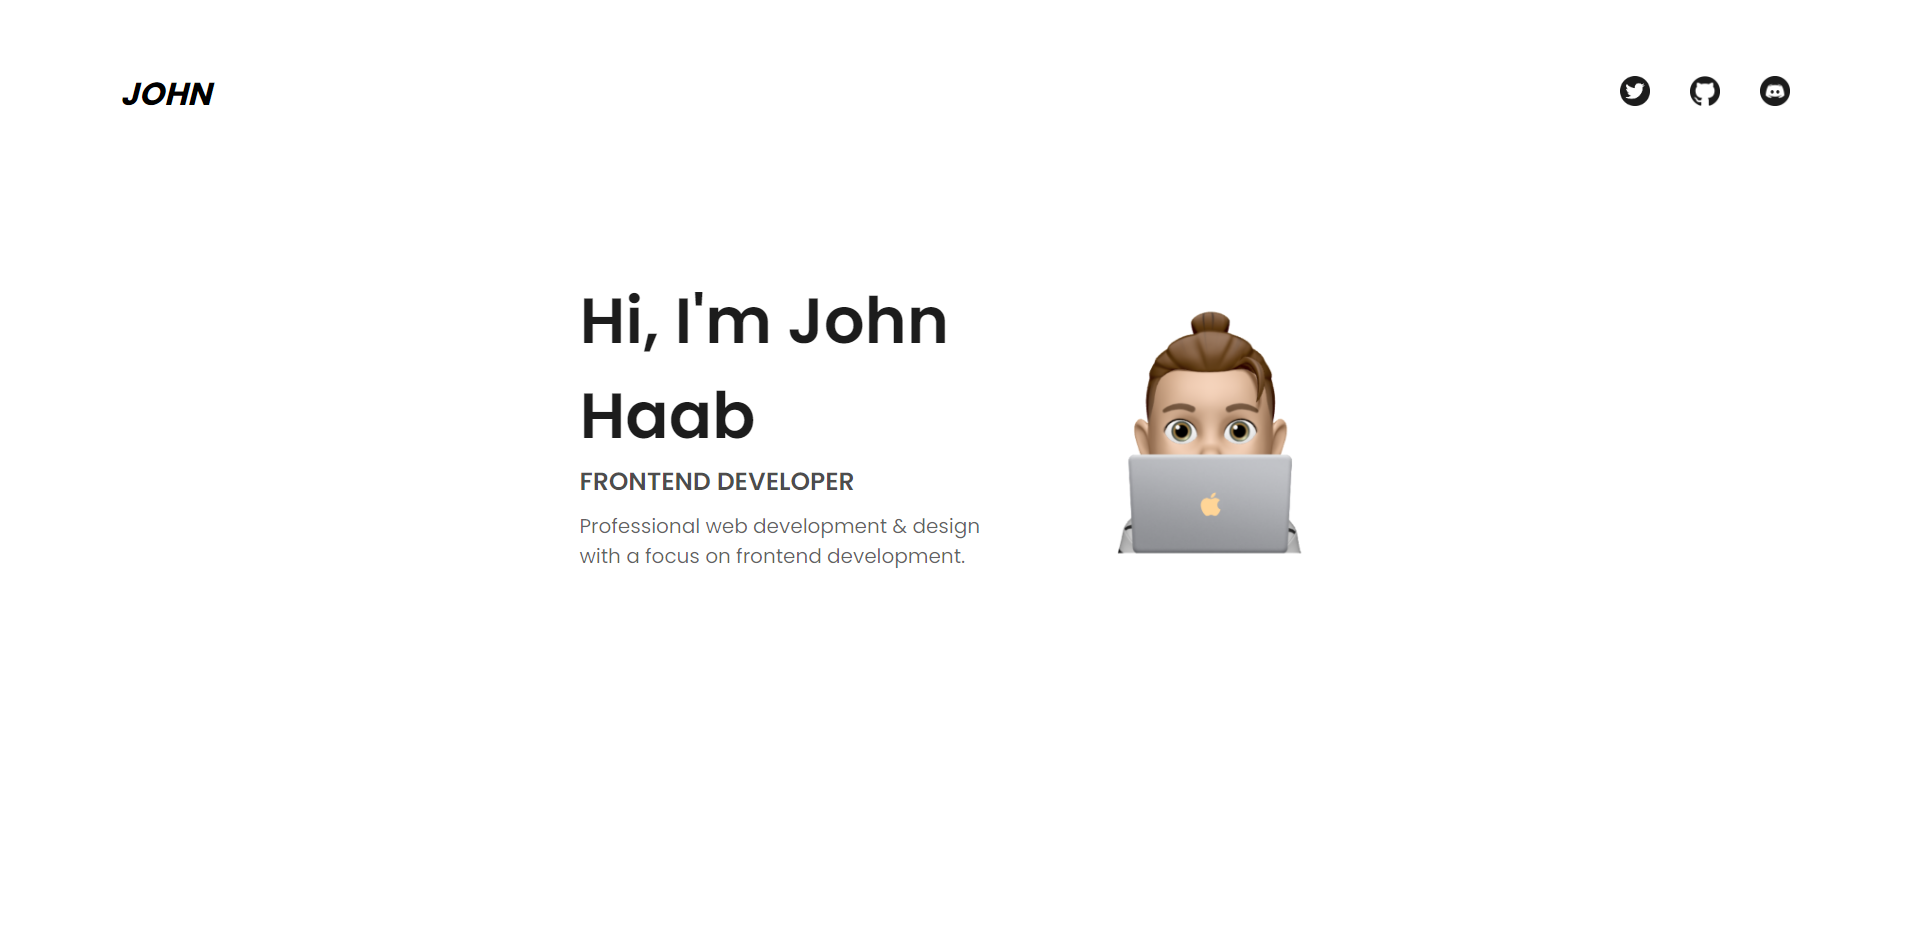 JOHN
Hi, I'm John
Haab
FRONTEND DEVELOPER
Professional web development & design
with a focus on frontend development.